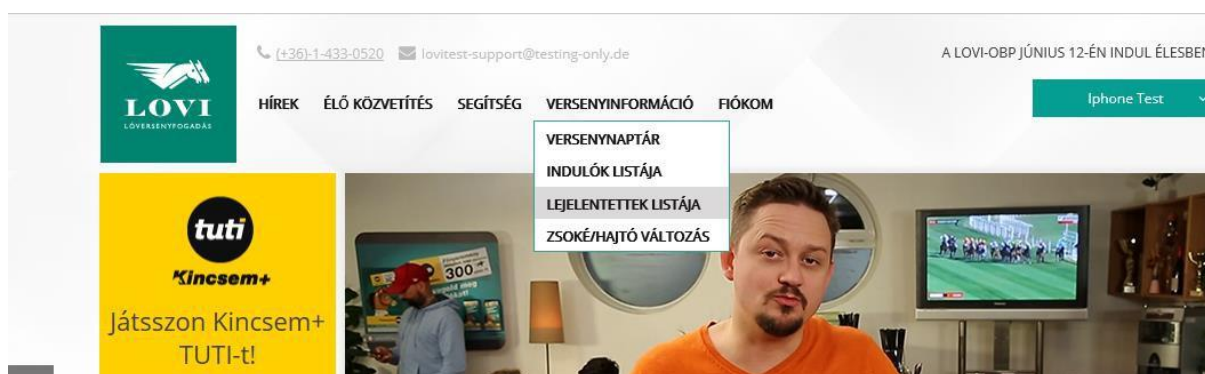 (+36)-1-433-0520 lovitest-support@testing-only.de
A LOVI-OBP JÚNIUS 12-ÉN INDUL ÉLESBEN
LOVI
LÓVERSENYFOGADÁS
HÍREK ÉLŐ KÖZVETÍTÉS SEGÍTSÉG VERSENYINFORMÁCIÓ FIÓKOM
Iphone Test
VERSENYNAPTÁR
INDULÓK LISTÁJA
LEJELENTETTEK LISTÁJA
ZSOKÉ/HAJTÓ VÁLTOZÁS
tuti
Kincsem+
Játsszon Kincsem+
TUTI-t!
300